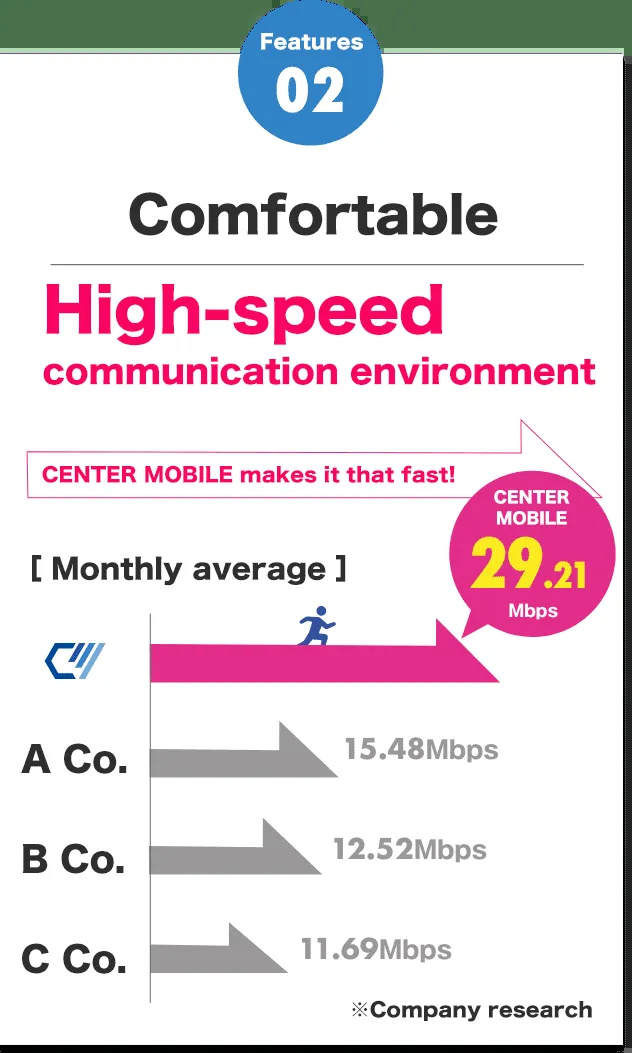 Features
02
Comfortable
High-speed
communication environment
CENTER MOBILE makes it that fast!
CENTER
MOBILE
29.21
Mbps
[ Monthly average ]
A Co.
15.48Mbps
B Co.
12.52Mbps
C Co.
11.69Mbps
※Company research